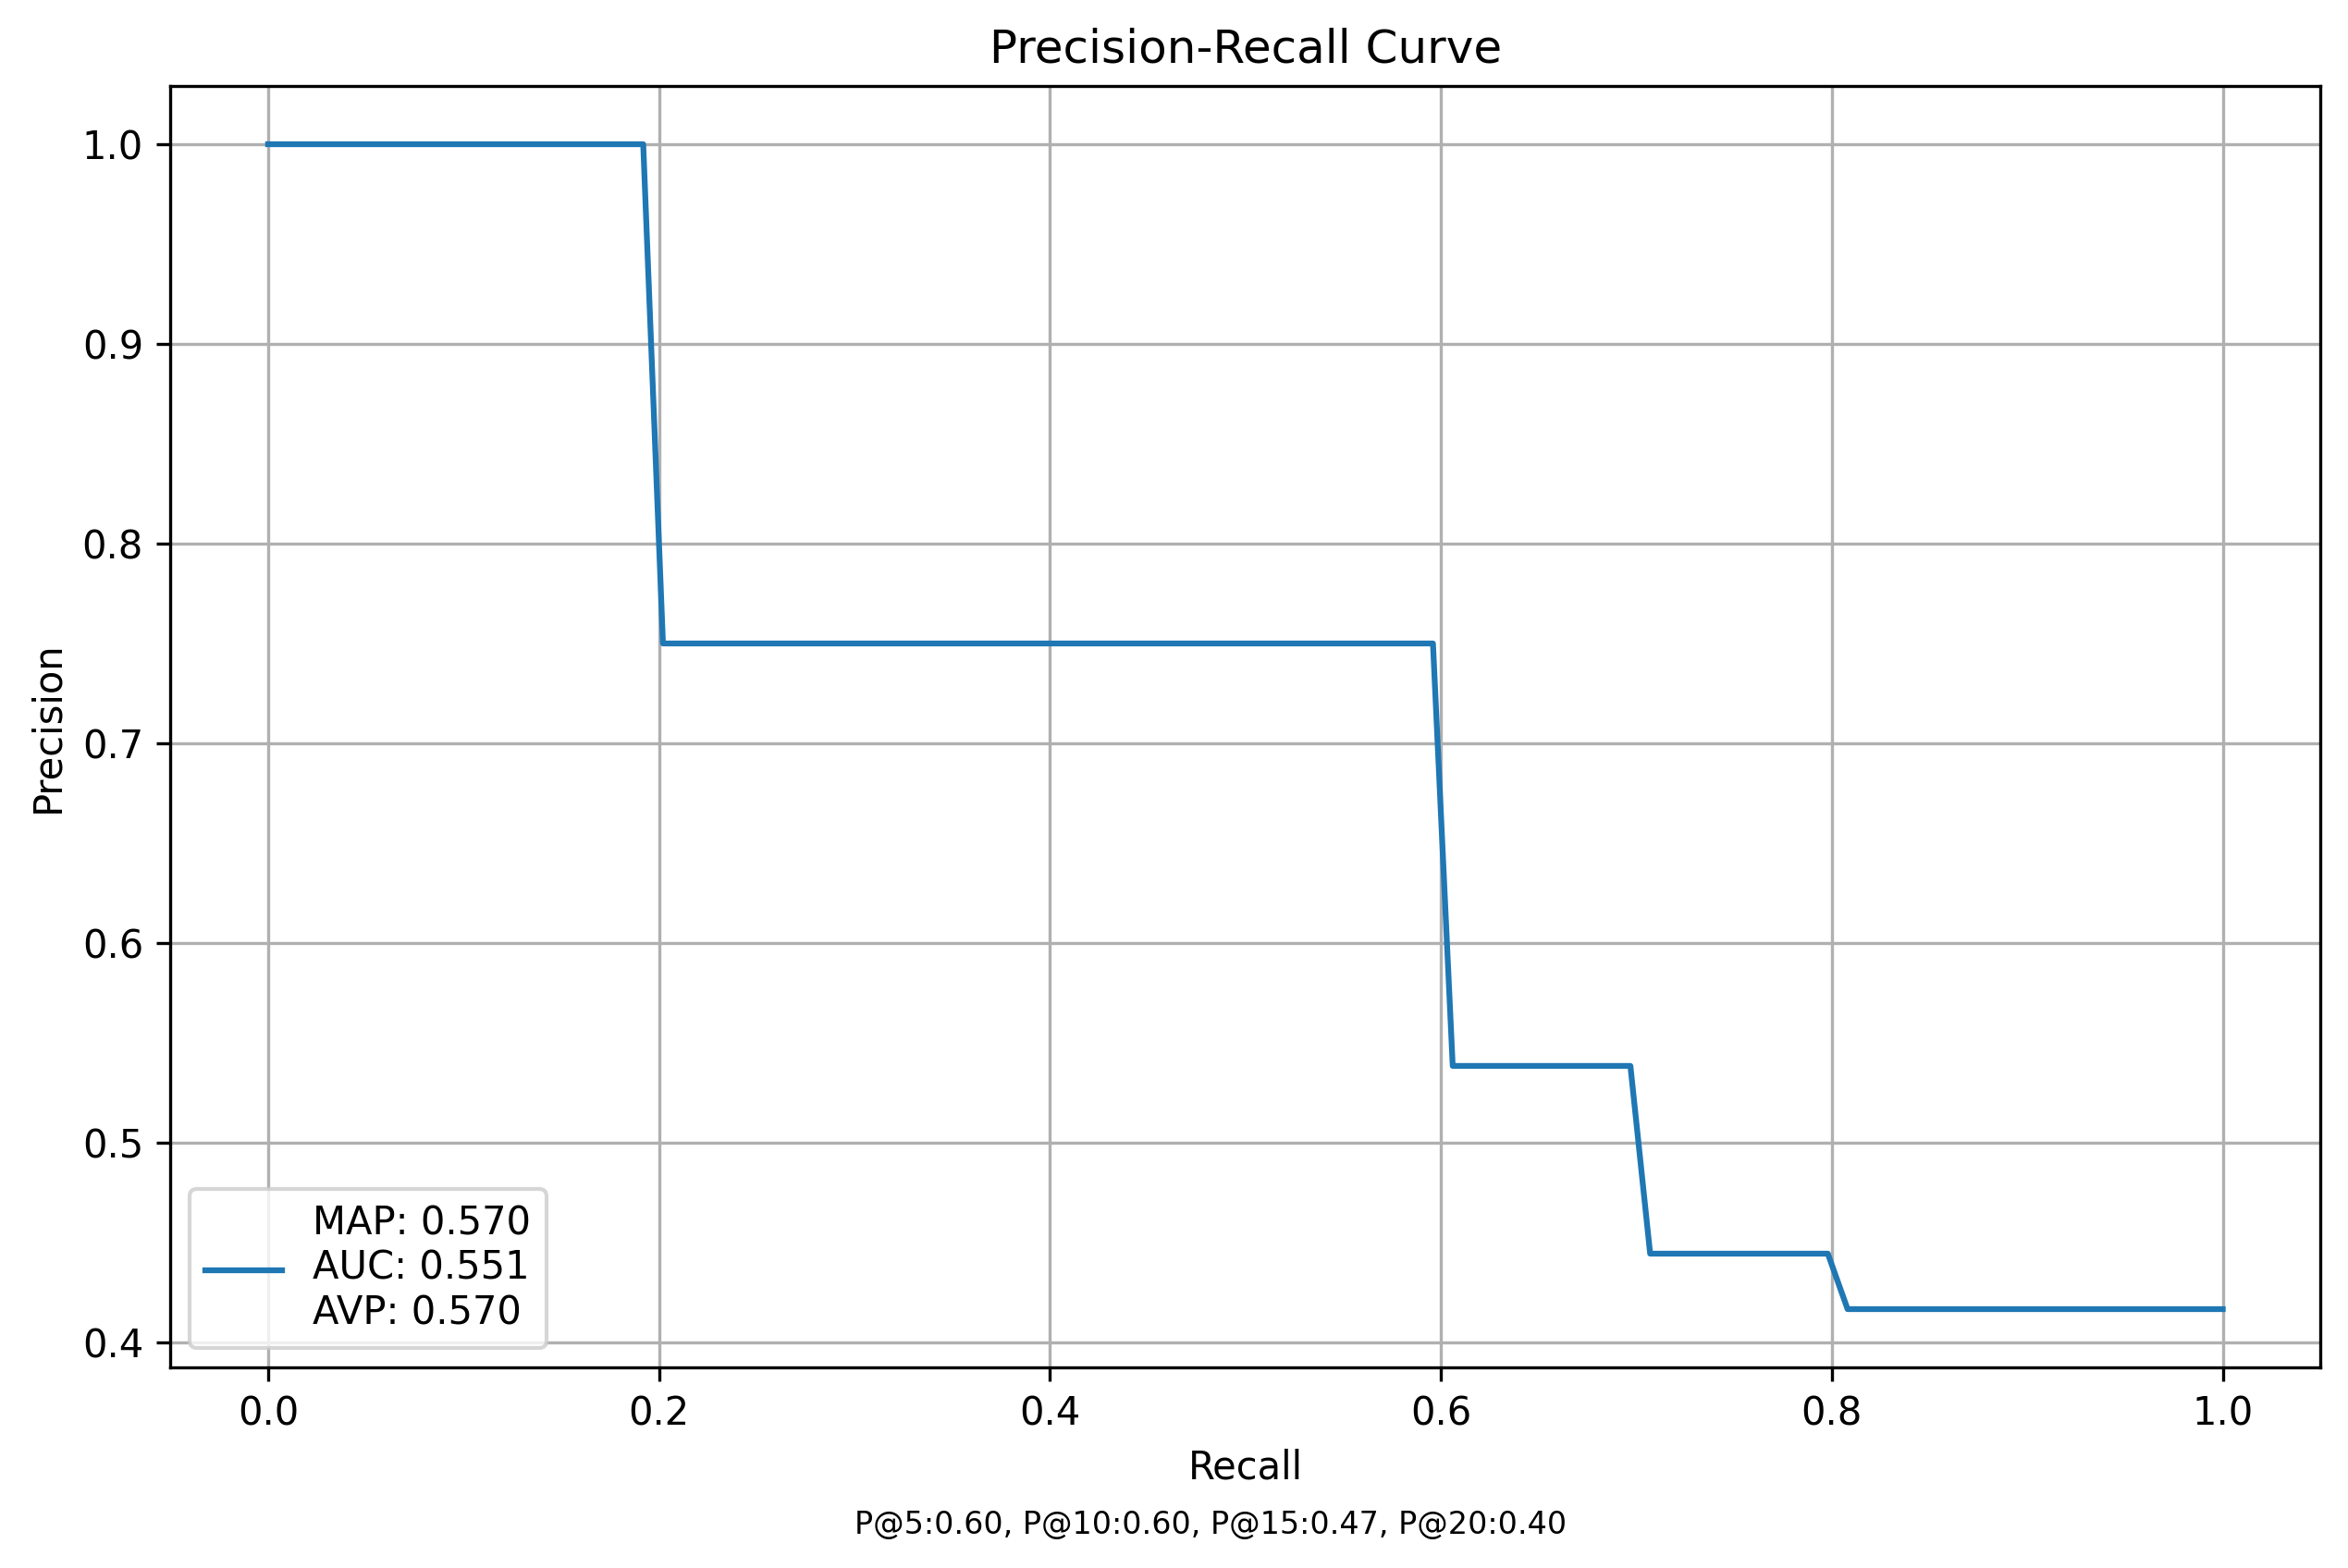 Precision-Recall Curve
1.0
0.9
0.8
0.7
0.6
0.5
0.4
Precision
MAP: 0.570
AUC: 0.551
AVP: 0.570
0.0 0.2 0.4 0.6 0.8 1.0
Recall
P@5:0.60, P@10:0.60, P@15:0.47, P@20:0.40